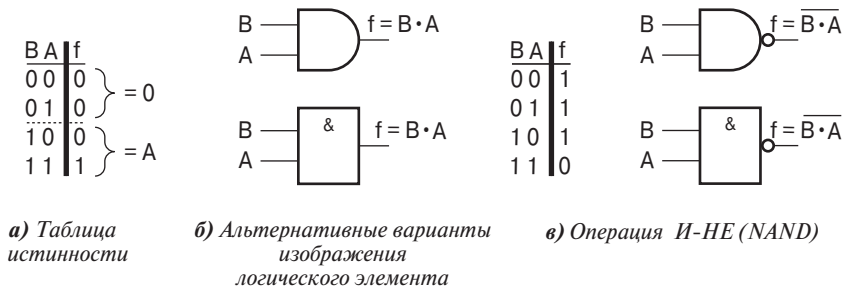 B A f
0 0 0
0 1 0
= 0
1 0 0
1 1 1
= A
B
A
f = B • A
B
A
&
f = B • A
B A f
0 0 1
0 1 1
1 0 1
1 1 0
B
A
f = B • A
B
A
&
f = B • A
а) Таблица
истинности
б) Альтернативные варианты
изображения
логического элемента
в) Операция И-НЕ (NAND)